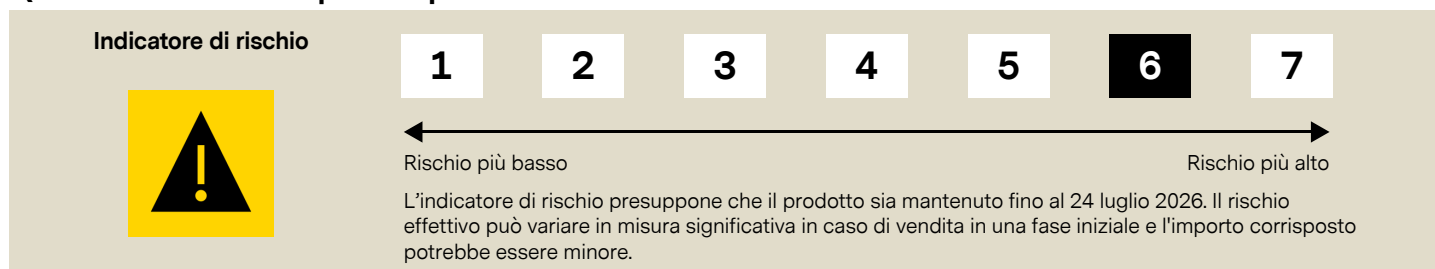 Indicatore di rischio
1 2 3 4 5 6 7
Rischio più basso Rischio più alto
L'indicatore di rischio presuppone che il prodotto sia mantenuto fino al 24 luglio 2026. Il rischio
effettivo può variare in misura significativa in caso di vendita in una fase iniziale e l'importo corrisposto
potrebbe essere minore.